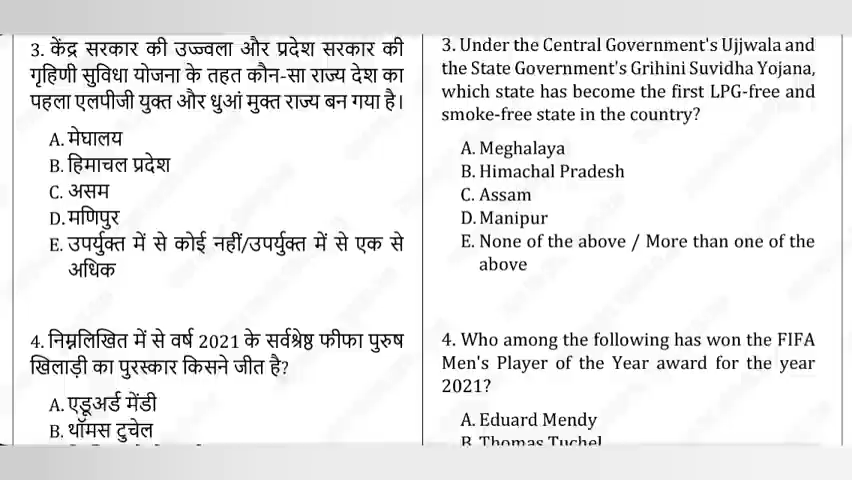 3. केंद्र सरकार की उज्ज्वला और प्रदेश सरकार की
गृहिणी सुविधा योजना के तहत कौन-सा राज्य देश का
पहला एलपीजी युक्त और धुआं मुक्त राज्य बन गया है।
A. मेघालय
B. हिमाचल प्रदेश
C. असम
D. मणिपुर
E. उपर्युक्त में से कोई नहीं/उपर्युक्त में से एक से
अधिक
4. निम्नलिखित में से वर्ष 2021 के सर्वश्रेष्ठ फीफा पुरुष
खिलाड़ी का पुरस्कार किसने जीत है?
A. एडूअर्ड मेंडी
B. थॉमस टुचेल
3. Under the Central Government's Ujjwala and
the State Government's Grihini Suvidha Yojana,
which state has become the first LPG-free and
smoke-free state in the country?
A. Meghalaya
B. Himachal Pradesh
C. Assam
D. Manipur
E. None of the above / More than one of the
above
4. Who among the following has won the FIFA
Men's Player of the Year award for the year
2021?
A. Eduard Mendy
B. Thomas Tuchel